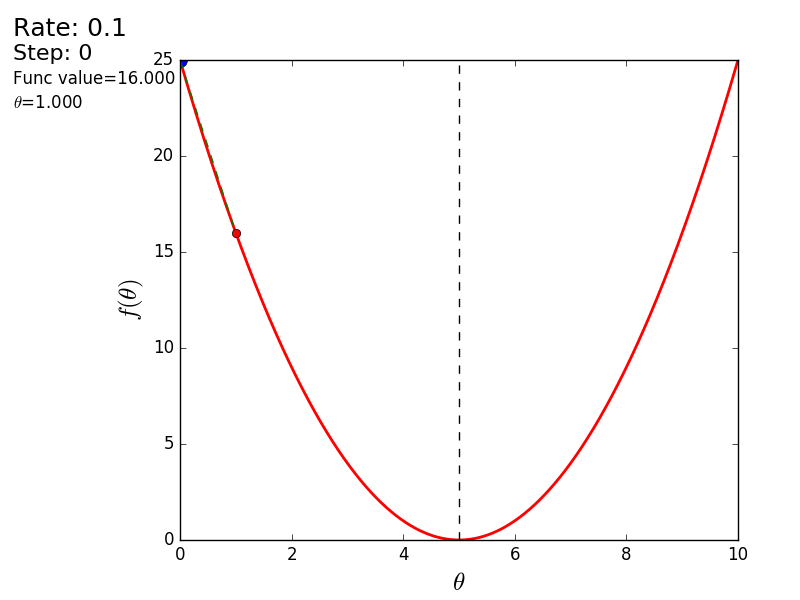 Rate: 0.1
Step: 0
Func value=16.000
θ=1.000
25
20
15
10
5
0
f(θ)
0 2 4 6 8 10
θ